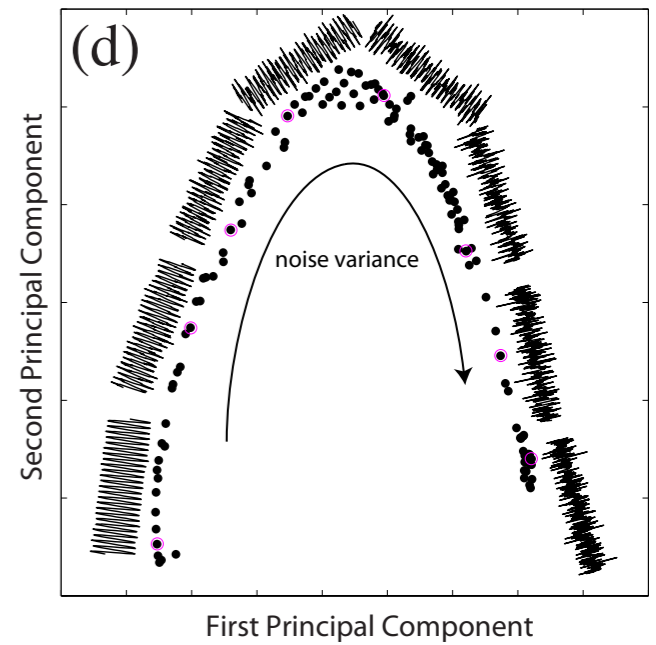 (d)
noise variance
Second Principal Component
First Principal Component